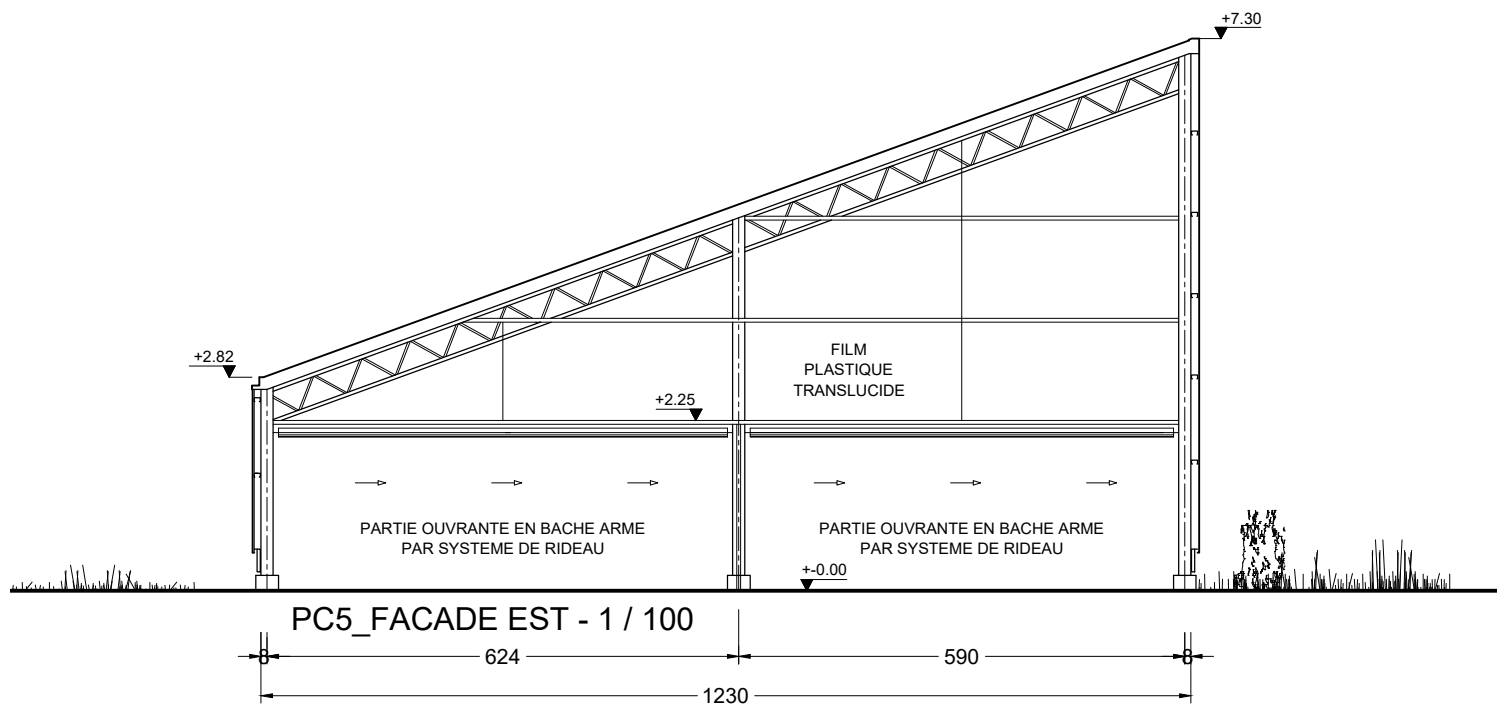 +7.30
+2.82
FILM
PLASTIQUE
TRANSLUCIDE
+2.25
PARTIE OUVRANTE EN BACHE ARME
PAR SYSTEME DE RIDEAU
PARTIE OUVRANTE EN BACHE ARME
PAR SYSTEME DE RIDEAU
+-0.00
PC5_FACADE EST - 1 / 100
8 624 590 8
1230